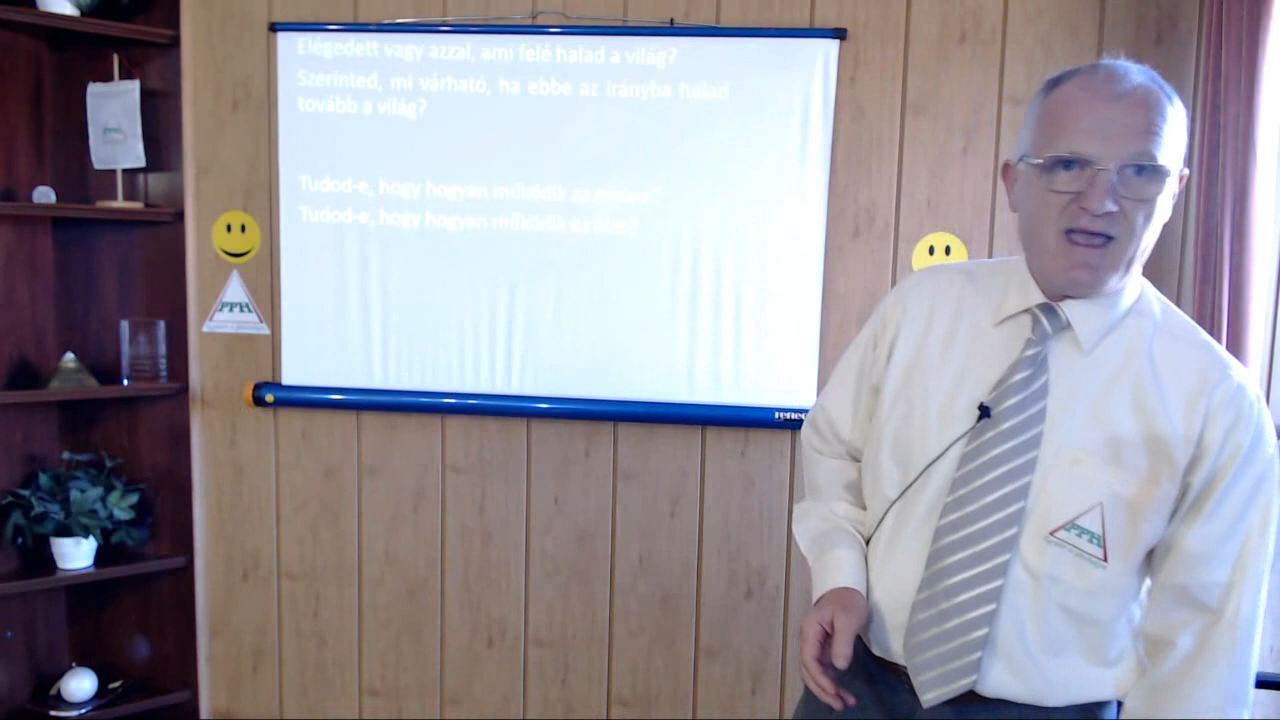 Elégedett vagy azzal, ami felé halad a világ?
Szerinted, mi várható, ha ebbe az irányba halad
tovább a világ?
Tudod-e, hogy hogyan működik az
Tudod-e, hogy hogyan működik az
PPH
PPH